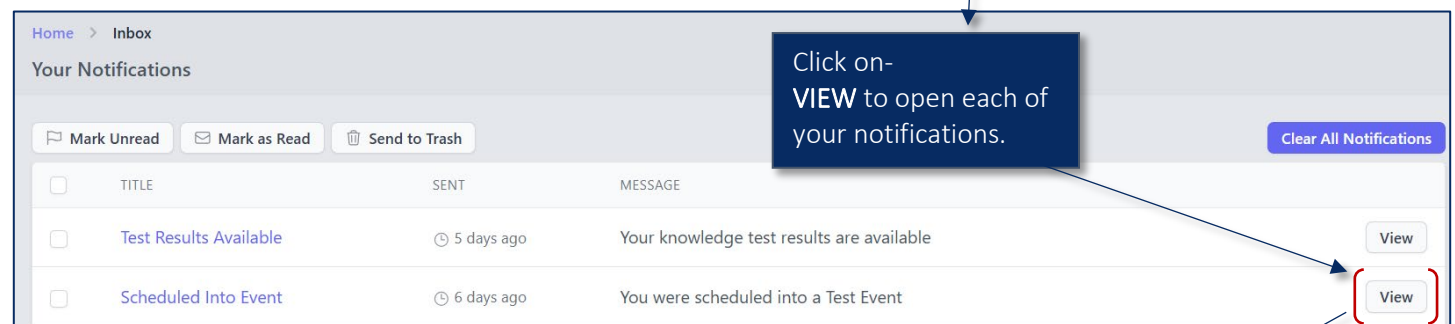 Home > Inbox
Your Notifications
Click on-
VIEW to open each of
your notifications.
Mark Unread Mark as Read Send to Trash Clear All Notifications
TITLE SENT MESSAGE
Test Results Available 5 days ago Your knowledge test results are available View
Scheduled Into Event 6 days ago You were scheduled into a Test Event View